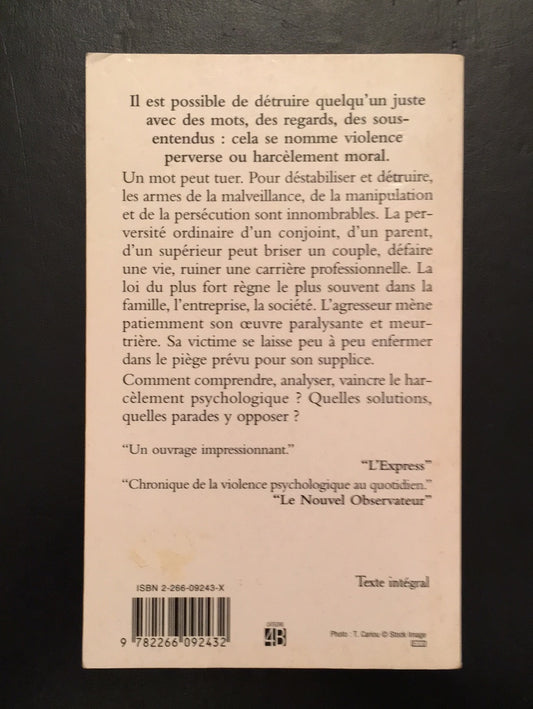 Il est possible de détruire quelqu'un juste
avec des mots, des regards, des sous-
entendus : cela se nomme violence
perverse ou harcèlement moral.
Un mot peut tuer. Pour déstabiliser et détruire,
les armes de la malveillance, de la manipulation
et de la persécution sont innombrables. La per-
versité ordinaire d'un conjoint, d'un parent,
d'un supérieur peut briser un couple, défaire
une vie, ruiner une carrière professionnelle. La
loi du plus fort règne le plus souvent dans la
famille, l'entreprise, la société. L'agresseur mène
patiemment son œuvre paralysante et meur-
trière. Sa victime se laisse peu à peu enfermer
dans le piège prévu pour son supplice.
Comment comprendre, analyser, vaincre le har-
cèlement psychologique ? Quelles solutions,
quelles parades y opposer ?
“Un ouvrage impressionnant.”
“L'Express”
“Chronique de la violence psychologique au quotidien.”
“Le Nouvel Observateur”
Texte intégral
ISBN 2-266-09243-X
9 782266 092432
CATÉGORIE
4B
Photo : T. Cariou © Stock Image